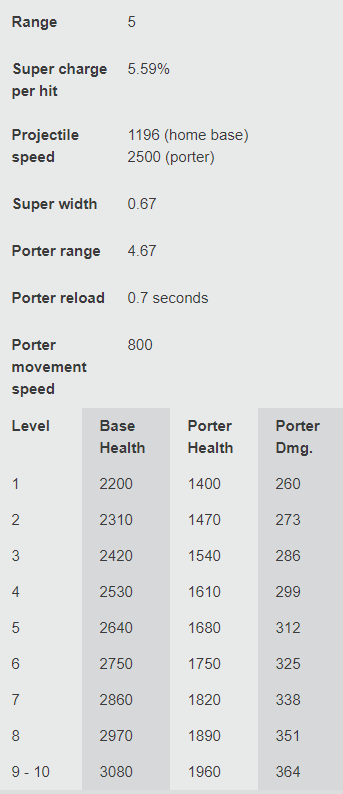 Range 5
Super charge 5.59%
per hit
Projectile 1196 (home base)
speed 2500 (porter)
Super width 0.67
Porter range 4.67
Porter reload 0.7 seconds
Porter 800
movement
speed
Level Base Porter Porter
Health Health Dmg.
1 2200 1400 260
2 2310 1470 273
3 2420 1540 286
4 2530 1610 299
5 2640 1680 312
6 2750 1750 325
7 2860 1820 338
8 2970 1890 351
9 - 10 3080 1960 364